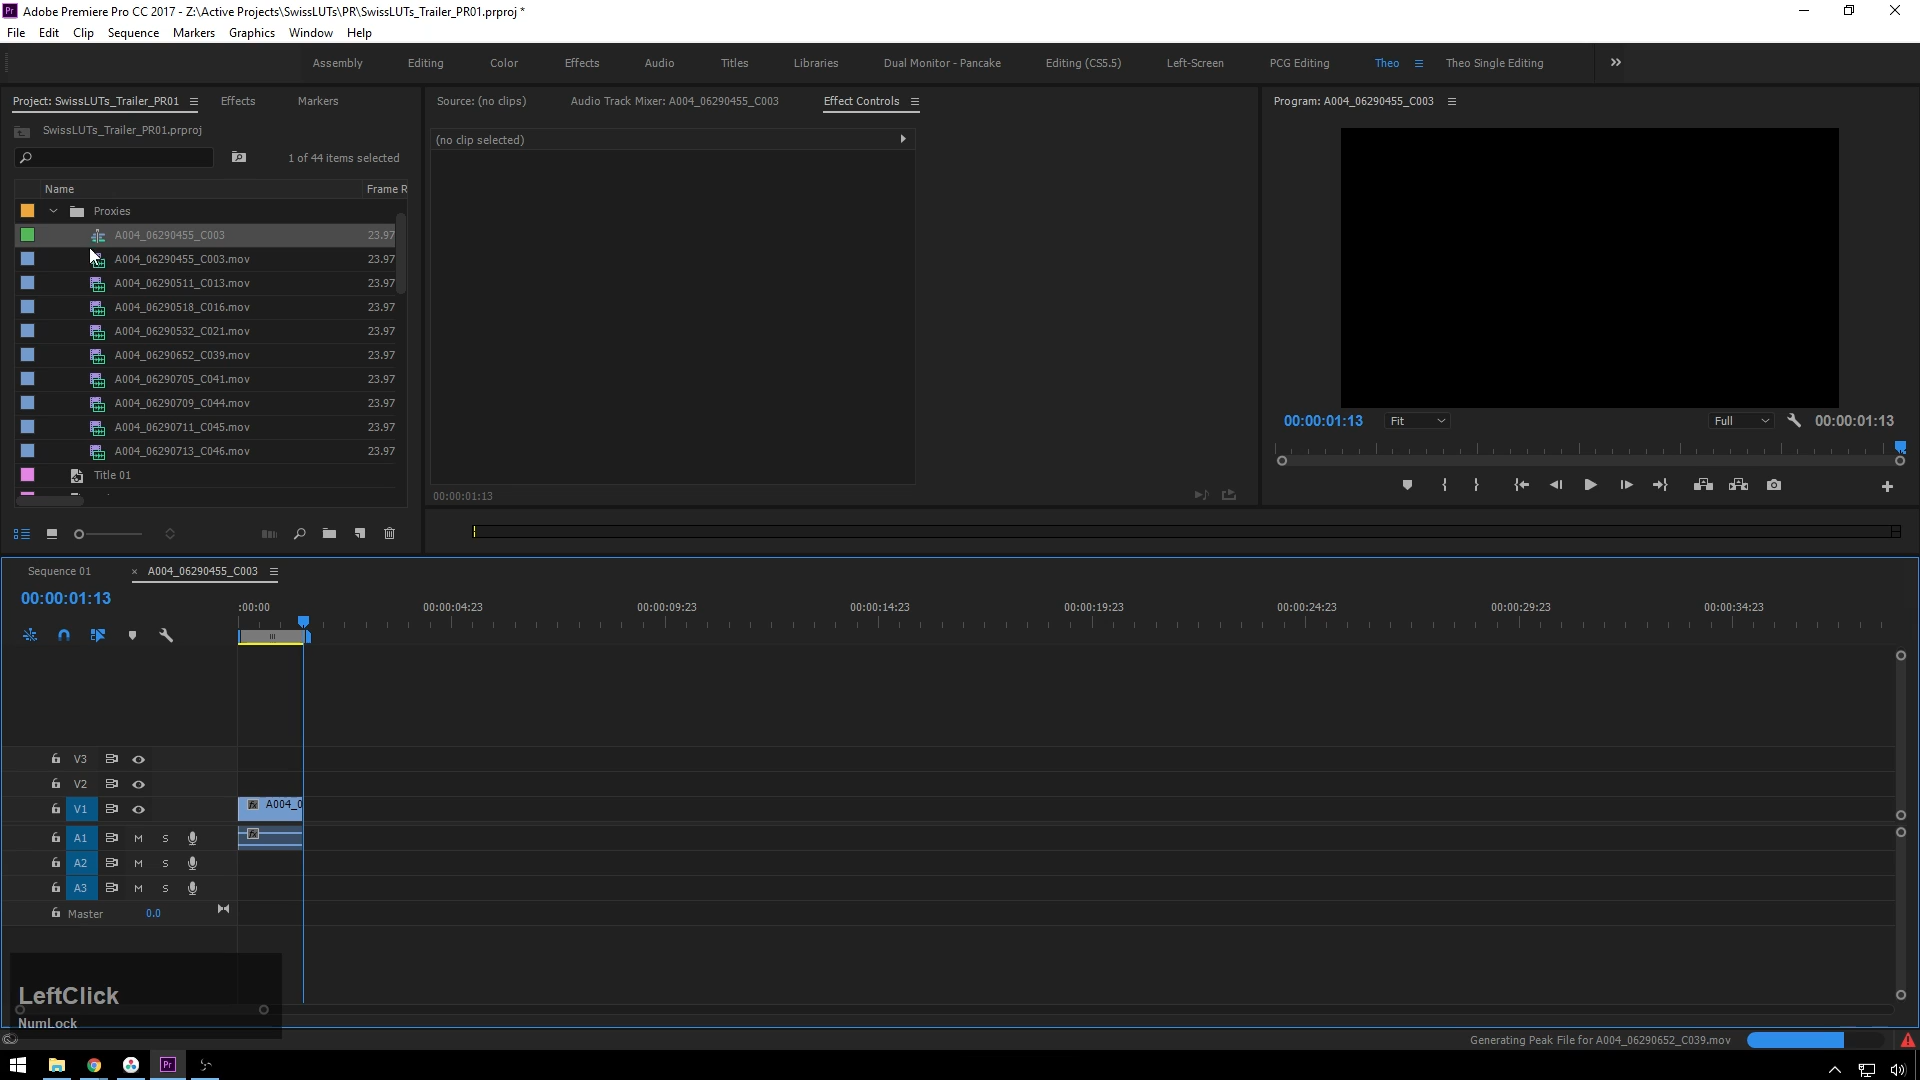 Adobe Premiere Pro CC 2017 - Z:\Active Projects\SwissLUTs\PR\SwissLUTs_Trailer_PR01.prproj *
File Edit Clip Sequence Markers Graphics Window Help
Assembly Editing Color Effects Audio Titles Libraries Dual Monitor - Pancake Editing (CS5.5) Left-Screen PCG Editing Theo Theo Single Editing
Project: SwissLUTs_Trailer_PR01 Effects Markers
SwissLUTs_Trailer_PR01.prproj
1 of 44 items selected
Name Frame R
Proxies
A004_06290455_C003 23.97
A004_06290455_C003.mov 23.97
A004_06290511_C013.mov 23.97
A004_06290518_C016.mov 23.97
A004_06290532_C021.mov 23.97
A004_06290652_C039.mov 23.97
A004_06290705_C041.mov 23.97
A004_06290709_C044.mov 23.97
A004_06290711_C045.mov 23.97
A004_06290713_C046.mov 23.97
Title 01
Source: (no clips) Audio Track Mixer: A004_06290455_C003 Effect Controls
(no clip selected)
00:00:01:13
Program: A004_06290455_C003
00:00:01:13 Fit Full 00:00:01:13
Sequence 01 × A004_06290455_C003
00:00:01:13
:00:00 00:00:04:23 00:00:09:23 00:00:14:23 00:00:19:23 00:00:24:23 00:00:29:23 00:00:34:23
V3
V2
V1 fx A004_0
A1 M S fx
A2 M S
A3 M S
Master 0.0
LeftClick
NumLock
Generating Peak File for A004_06290652_C039.mov
Pr